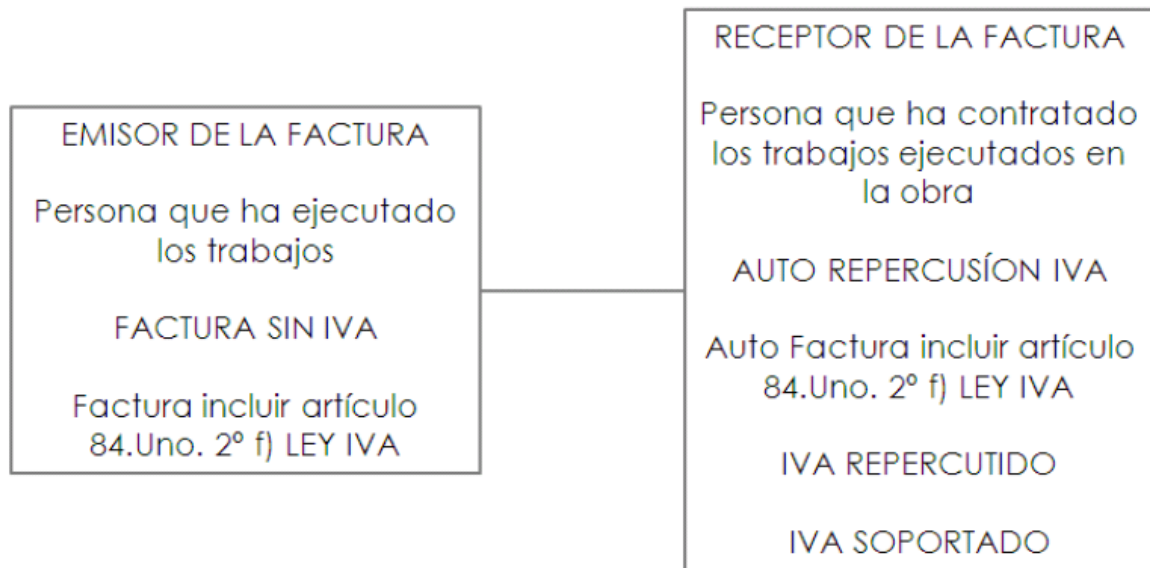 EMISOR DE LA FACTURA
Persona que ha ejecutado
los trabajos
FACTURA SIN IVA
Factura incluir artículo
84.Uno. 2º f) LEY IVA
RECEPTOR DE LA FACTURA
Persona que ha contratado
los trabajos ejecutados en
la obra
AUTO REPERCUSÍON IVA
Auto Factura incluir artículo
84.Uno. 2º f) LEY IVA
IVA REPERCUTIDO
IVA SOPORTADO